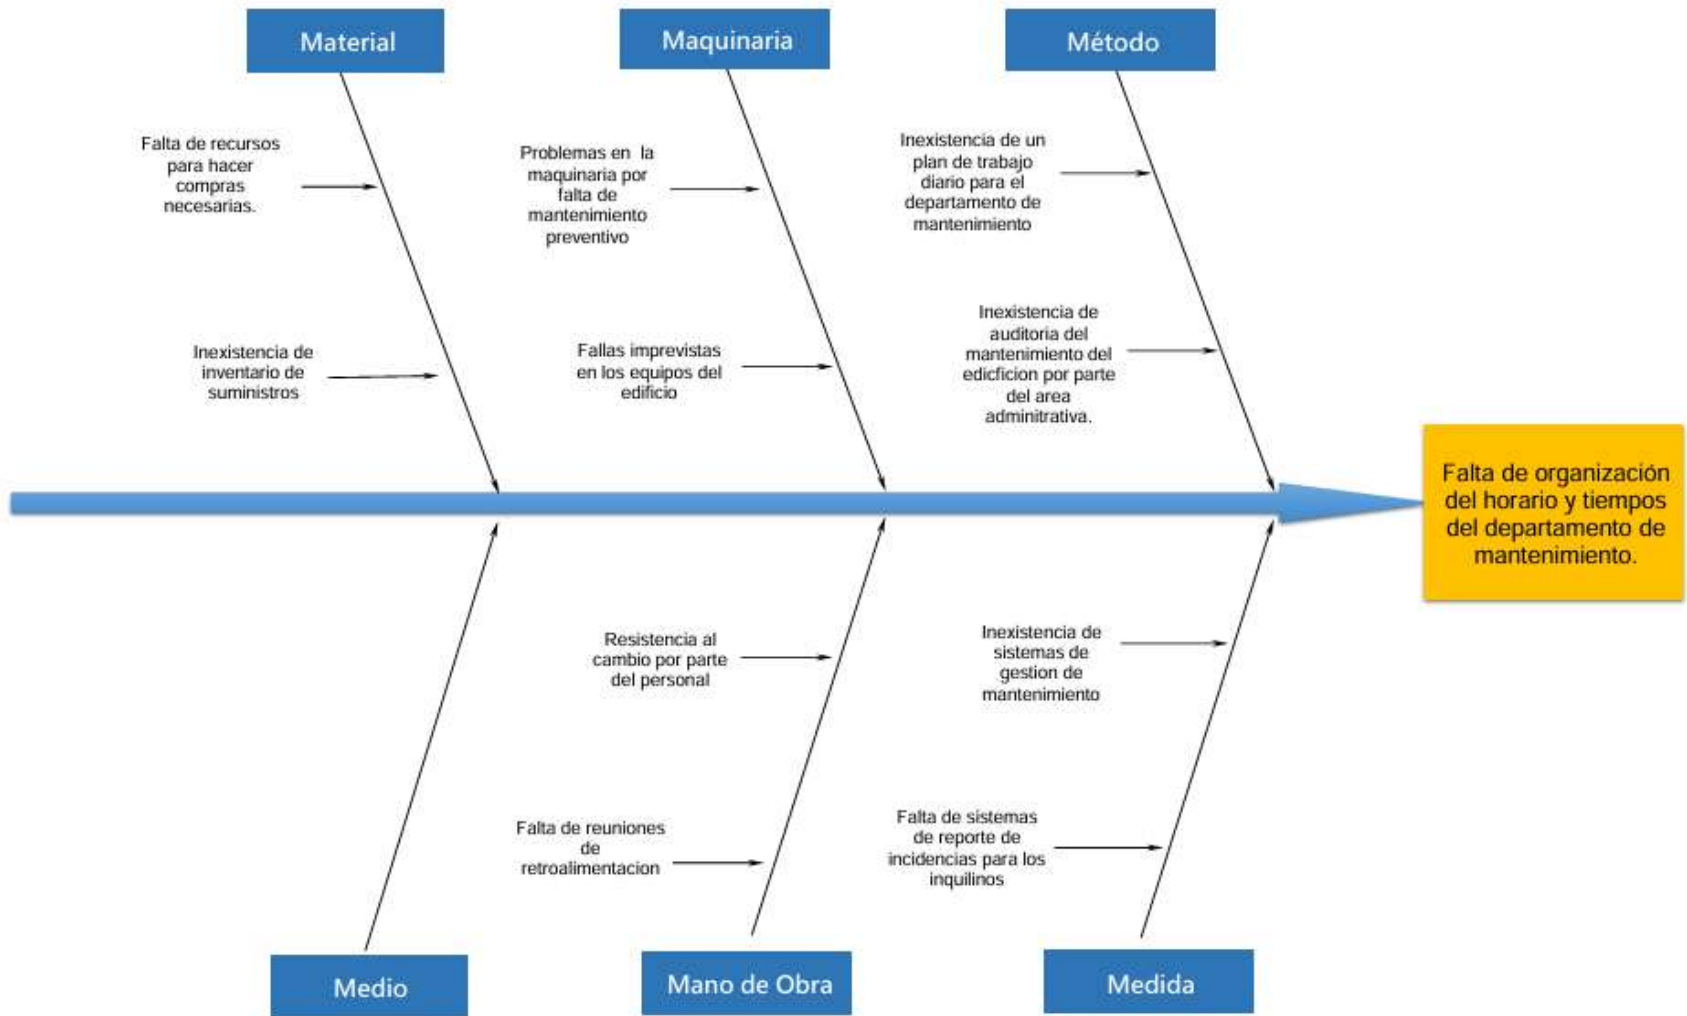 Material
Maquinaria
Método
Falta de recursos
para hacer
compras
necesarias.
Problemas en la
maquinaria por
falta de
mantenimiento
preventivo
Inexistencia de un
plan de trabajo
diario para el
departamento de
mantenimiento
Inexistencia de
inventario de
suministros
Fallas imprevistas
en los equipos del
edificio
Inexistencia de
auditoria del
mantenimiento del
edicficion por parte
del area
adminitrativa.
Falta de organización
del horario y tiempos
del departamento de
mantenimiento.
Resistencia al
cambio por parte
del personal
Inexistencia de
sistemas de
gestion de
mantenimiento
Falta de reuniones
de
retroalimentacion
Falta de sistemas
de reporte de
incidencias para los
inquilinos
Medio
Mano de Obra
Medida